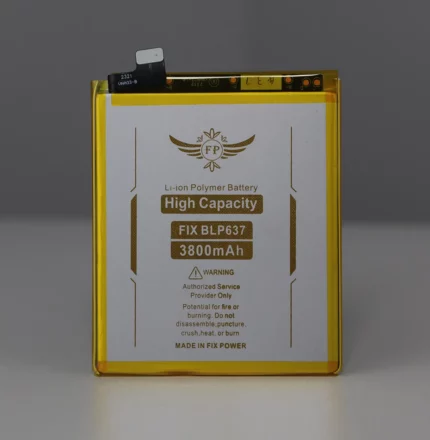 2321
FP
Li-ion Polymer Battery
High Capacity
FIX BLP637
3800mAh
WARNING
Authorized Service
Provider Only
Potential for fire or
burning. Do not
disassemble,puncture,
crush,heat, or burn
MADE IN FIX POWER